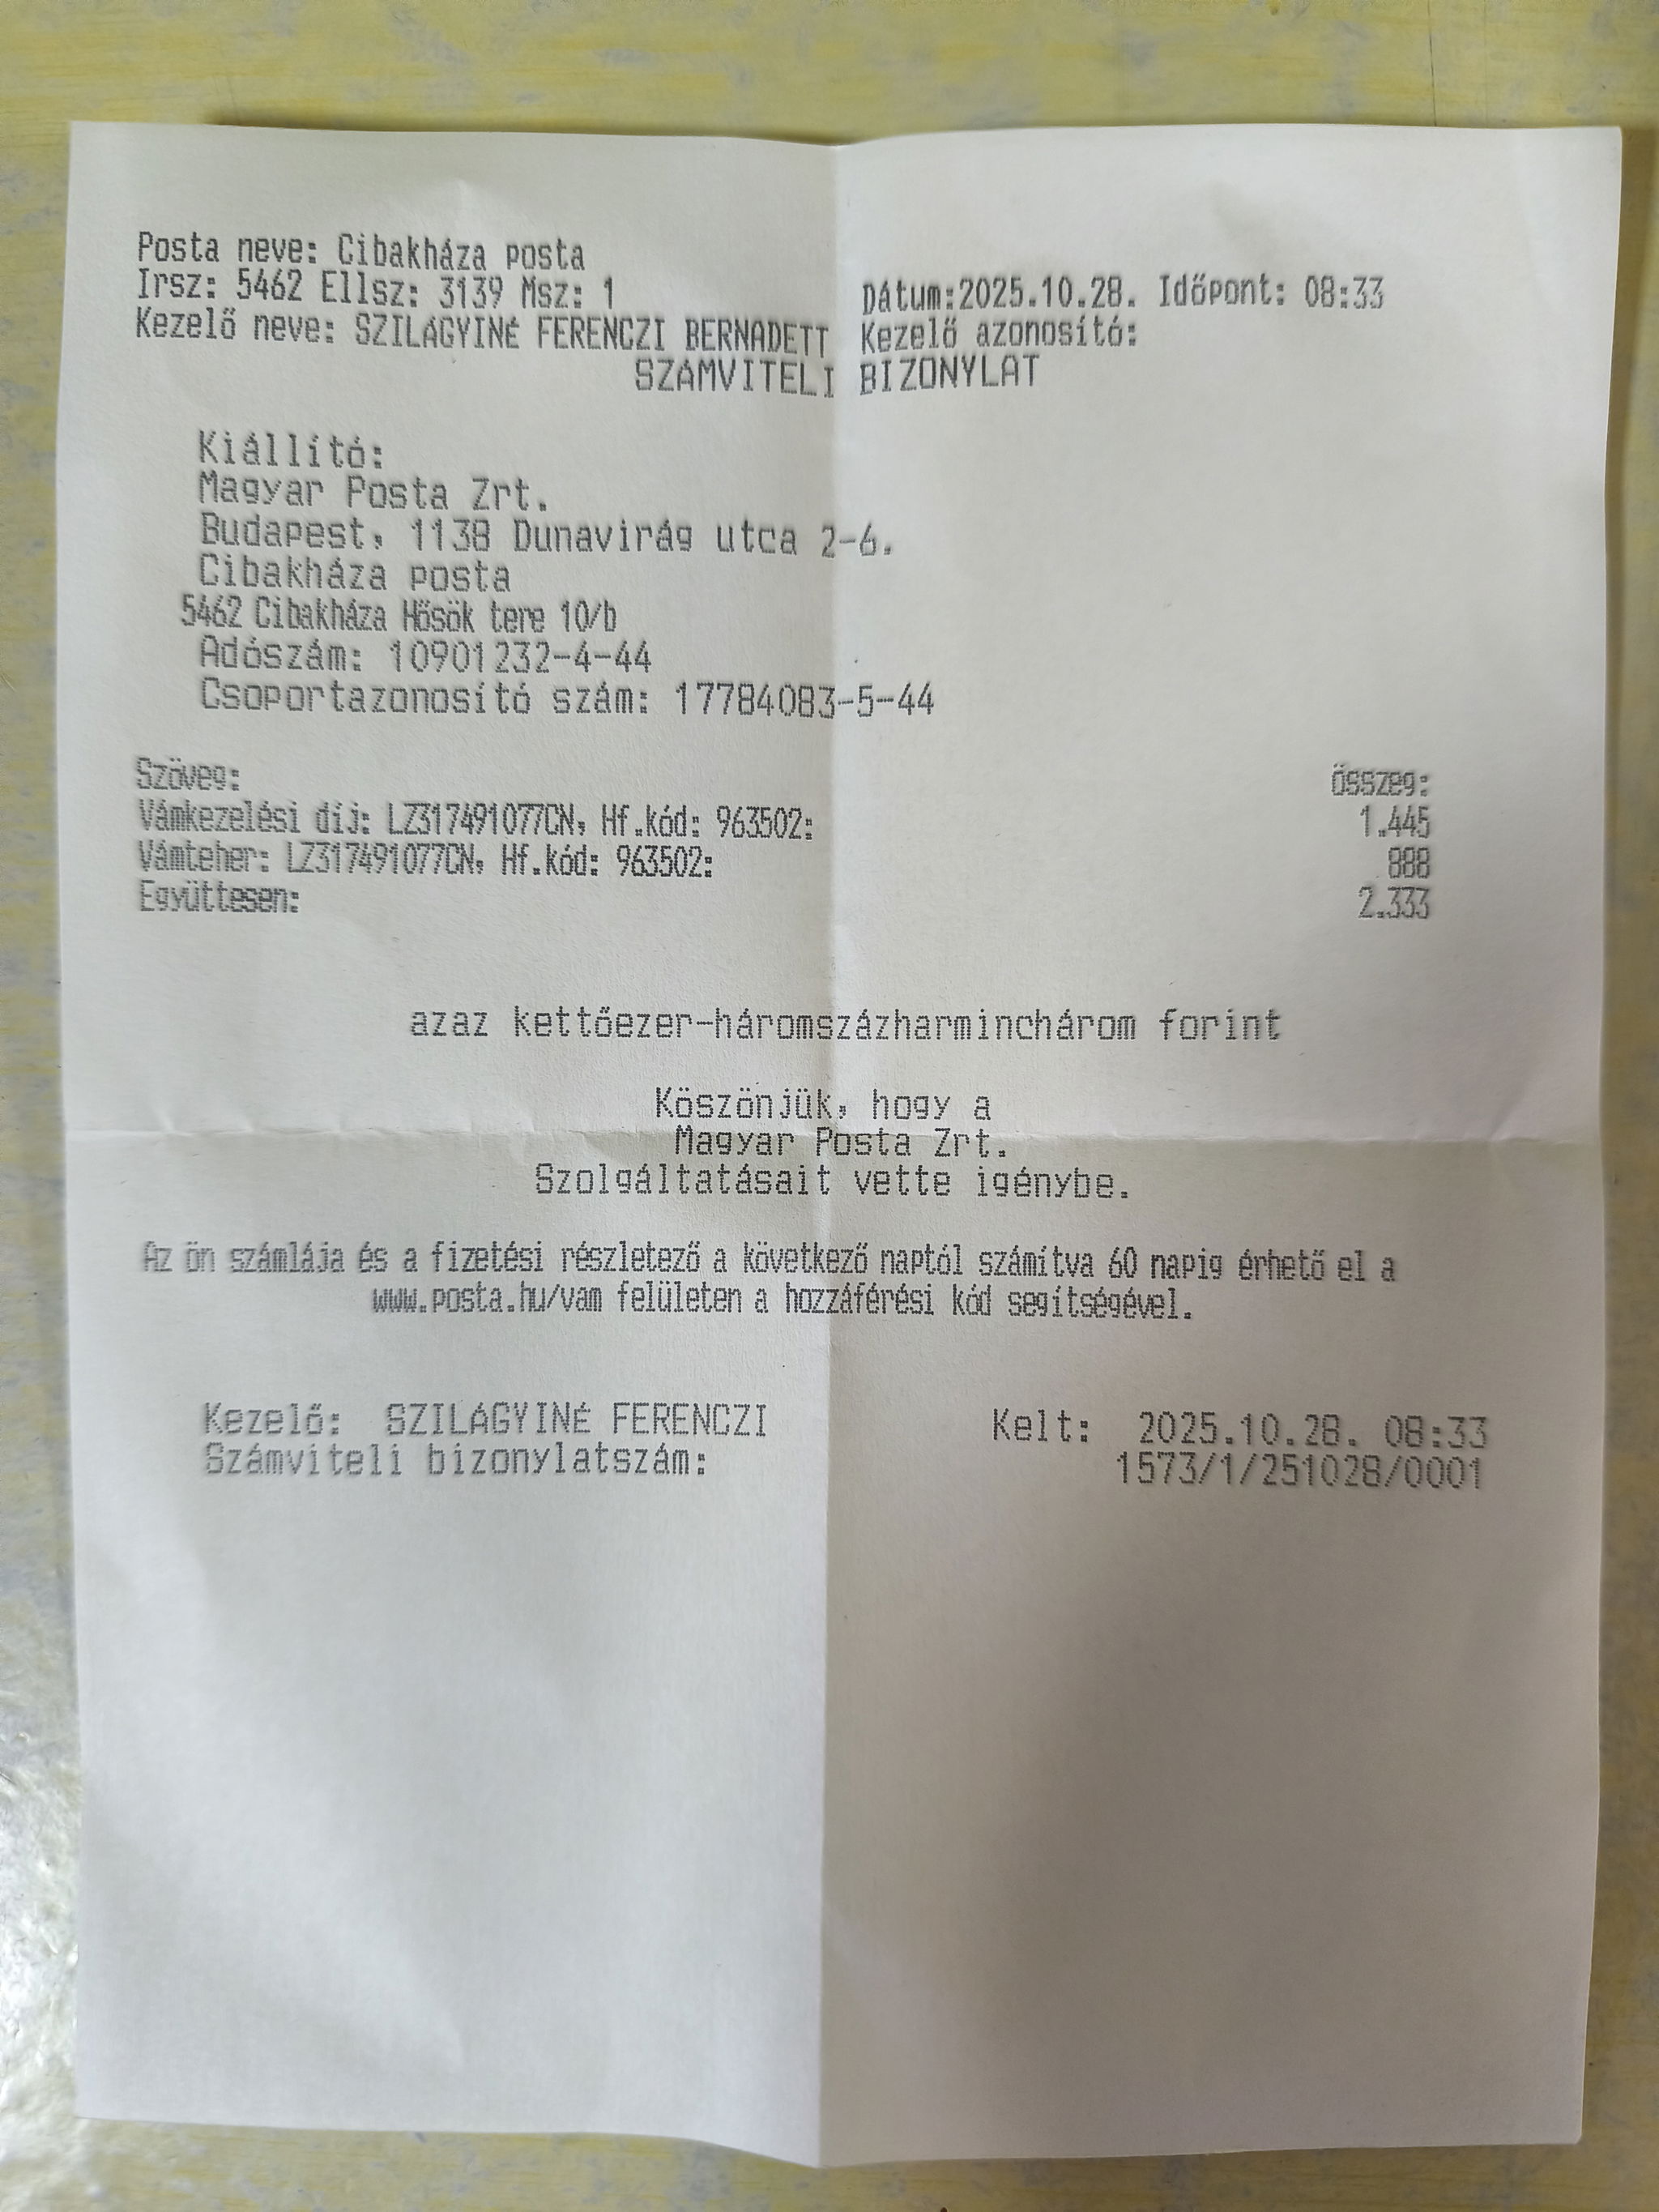 Posta neve: Cibakháza posta
Irsz: 5462 Ellsz: 3139 Msz: 1 Dátum:2025.10.28. Időpont: 08:33
Kezelő neve: SZILÁGYINÉ FERENCZI BERNADETT Kezelő azonosító:
SZÁMVITELI BIZONYLAT
Kiállító:
Magyar Posta Zrt.
Budapest, 1138 Dunavirág utca 2-6.
Cibakháza posta
5462 Cibakháza Hősök tere 10/b
Adószám: 10901232-4-44
Csoportazonosító szám: 17784083-5-44
Szöveg: Összeg:
Vámkezelési díj: LZ317491077CN, Hf.kód: 963502: 1.445
Vámteher: LZ317491077CN, Hf.kód: 963502: 888
Együttesen: 2.333
azaz kettőezer-háromszázharminchárom forint
Köszönjük, hogy a
Magyar Posta Zrt.
Szolgáltatásait vette igénybe.
Az ön számlája és a fizetési részletező a következő naptól számítva 60 napig érhető el a
www.posta.hu/vam felületen a hozzáférési kód segítségével.
Kezelő: SZILÁGYINÉ FERENCZI Kelt: 2025.10.28. 08:33
Számviteli bizonylatszám: 1573/1/251028/0001